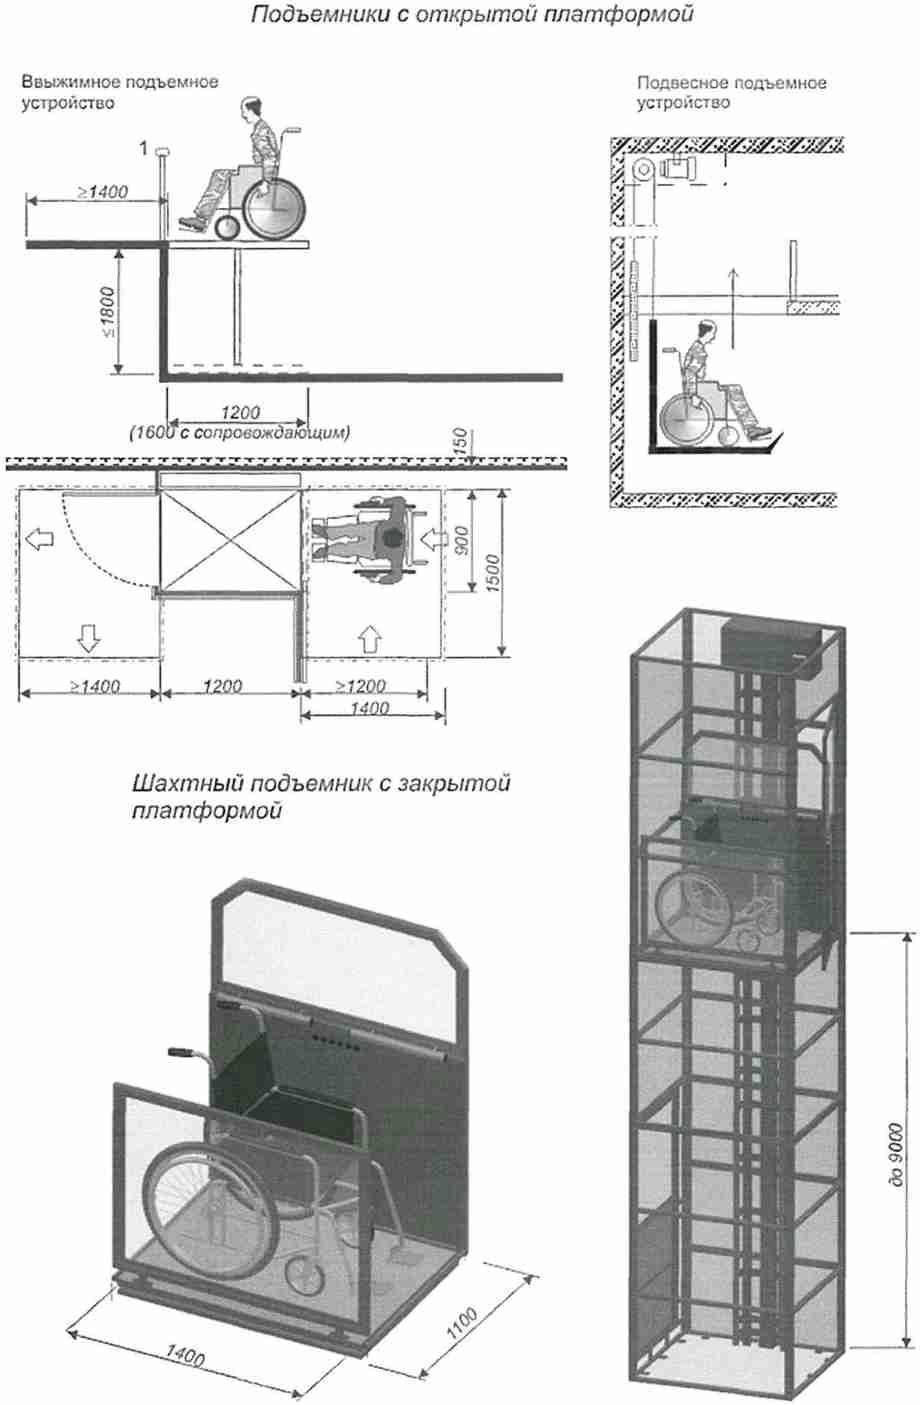 Подъемники с открытой платформой
Ввыжимное подъемное
устройство
Подвесное подъемное
устройство
1
≥1400
≤1800
1200
(1600 с сопровождающим)
150
900
1500
≥1400
1200
≥1200
1400
Шахтный подъемник с закрытой
платформой
до 9000
1100
1400